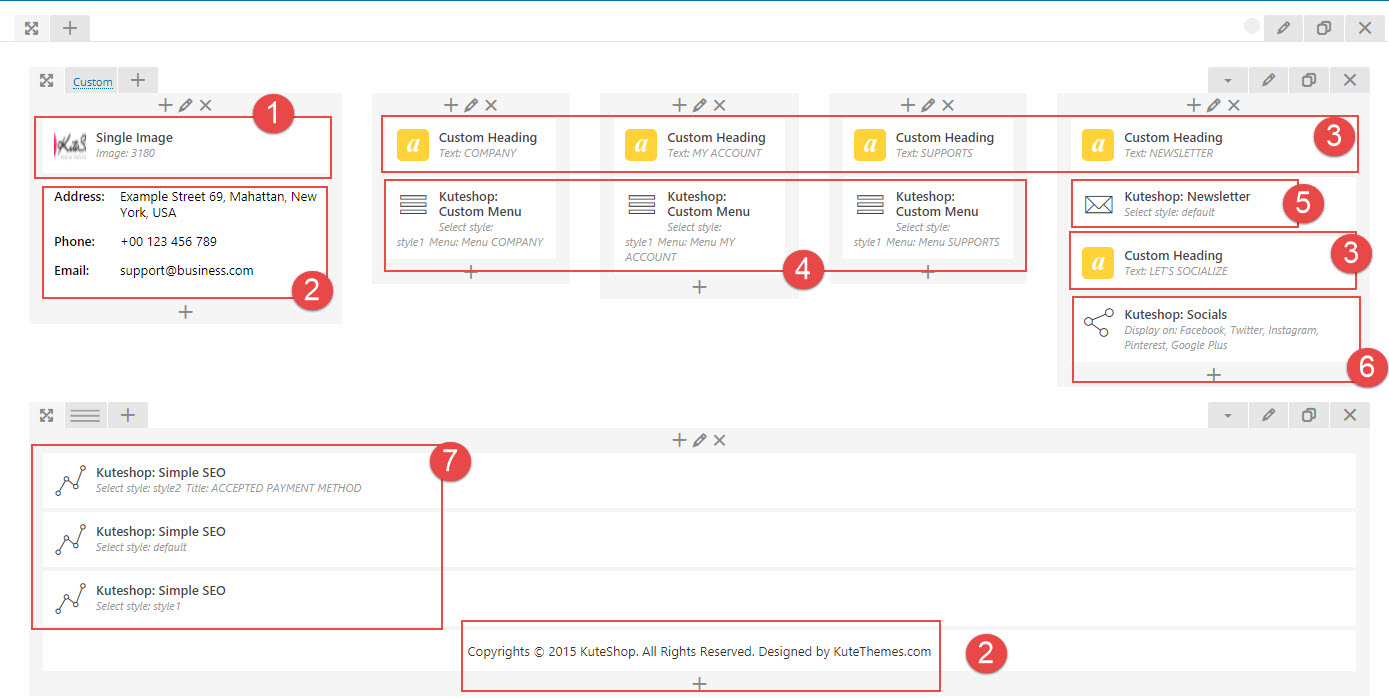 Custom
1
KuteS
Single Image
Image: 3180
Address: Example Street 69, Mahattan, New
York, USA
Phone: +00 123 456 789
Email: support@business.com
2
a
Custom Heading
Text: COMPANY
a
Custom Heading
Text: MY ACCOUNT
a
Custom Heading
Text: SUPPORTS
a
Custom Heading
Text: NEWSLETTER
3
Kuteshop:
Custom Menu
Select style:
style1 Menu: Menu COMPANY
Kuteshop:
Custom Menu
Select style:
style1 Menu: Menu MY
ACCOUNT
Kuteshop:
Custom Menu
Select style:
style1 Menu: Menu SUPPORTS
4
Kuteshop: Newsletter
Select style: default
5
a
Custom Heading
Text: LET'S SOCIALIZE
3
Kuteshop: Socials
Display on: Facebook, Twitter, Instagram,
Pinterest, Google Plus
6
7
Kuteshop: Simple SEO
Select style: style2 Title: ACCEPTED PAYMENT METHOD
Kuteshop: Simple SEO
Select style: default
Kuteshop: Simple SEO
Select style: style1
Copyrights © 2015 KuteShop. All Rights Reserved. Designed by KuteThemes.com
2